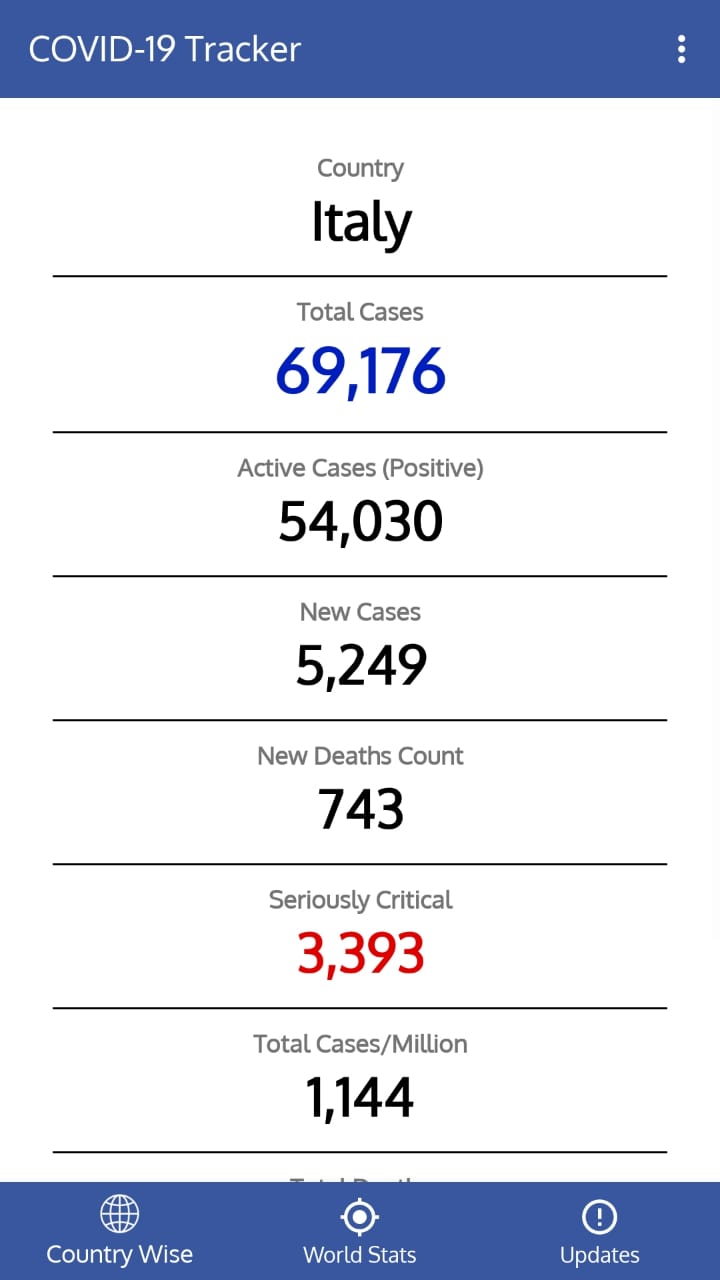 COVID-19 Tracker
Country
Italy
Total Cases
69,176
Active Cases (Positive)
54,030
New Cases
5,249
New Deaths Count
743
Seriously Critical
3,393
Total Cases/Million
1,144
Country Wise
World Stats
Updates